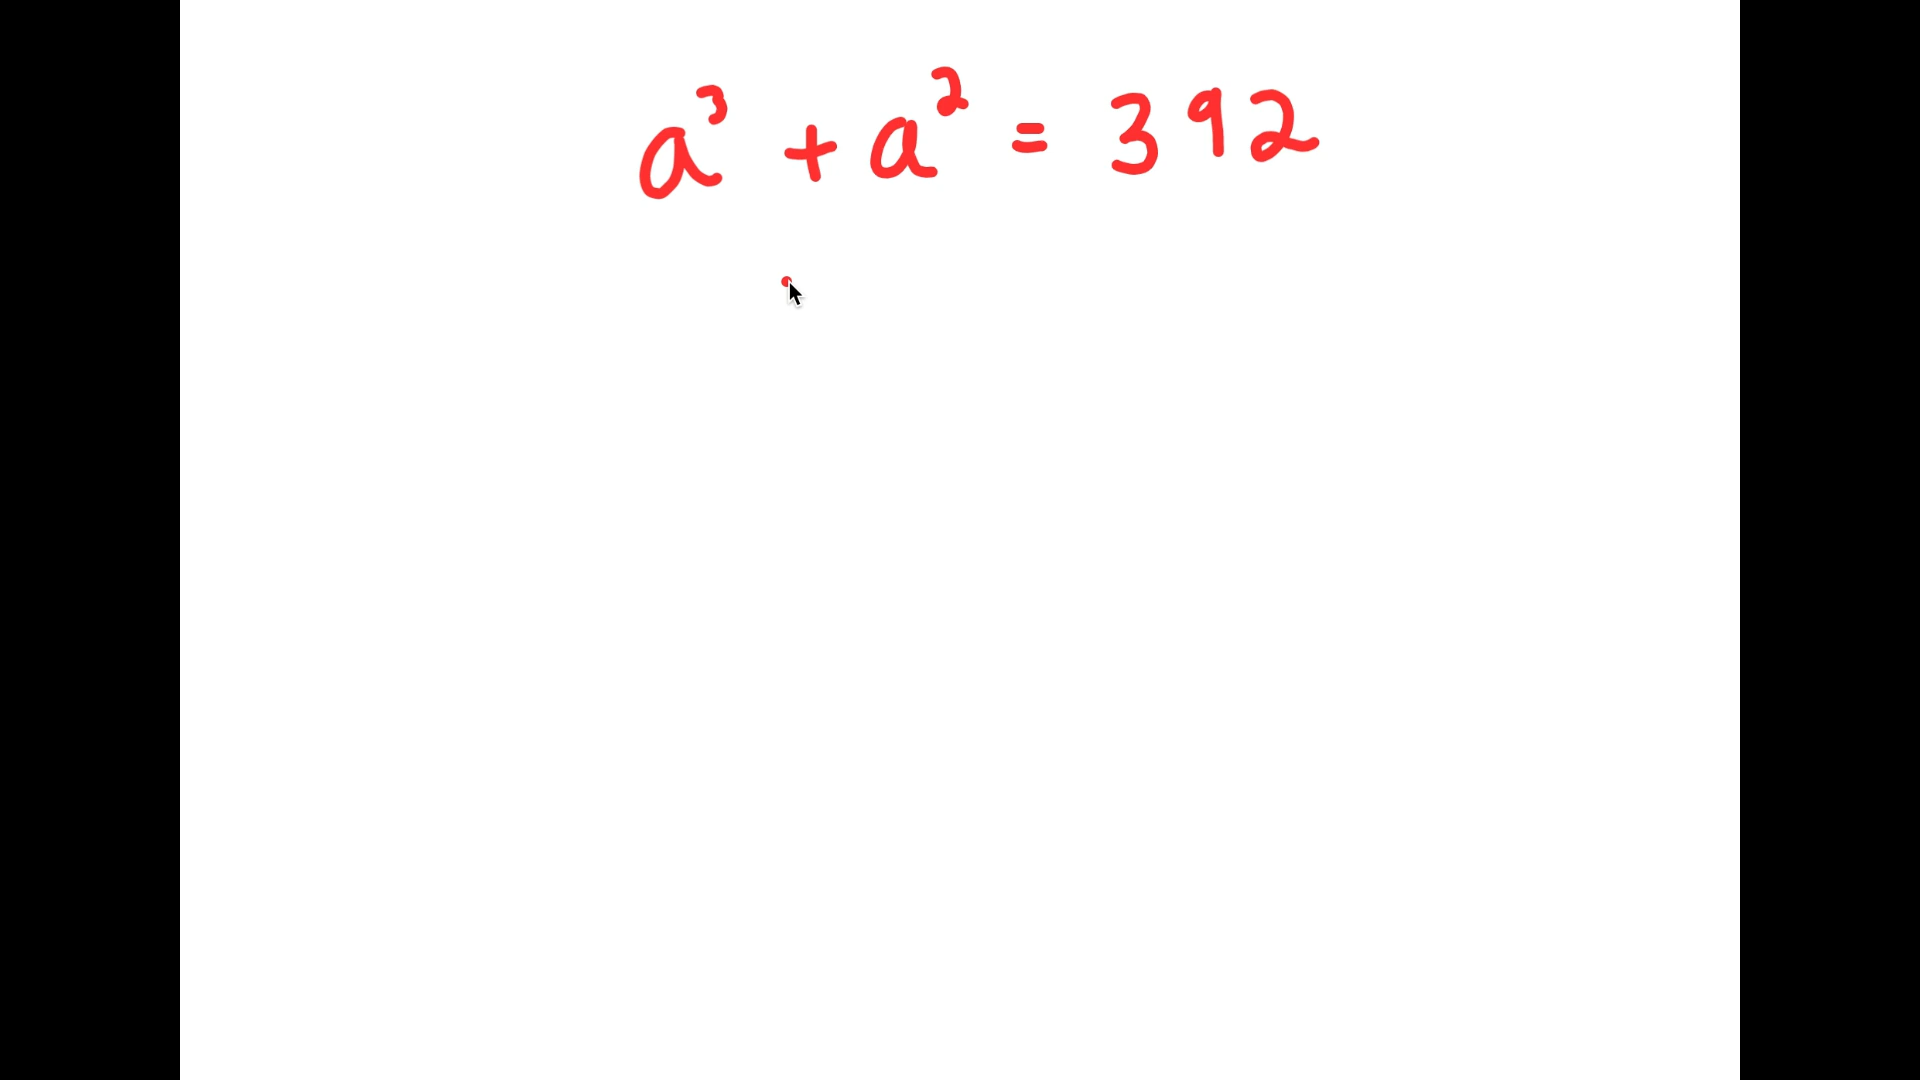 a³ + a² = 392